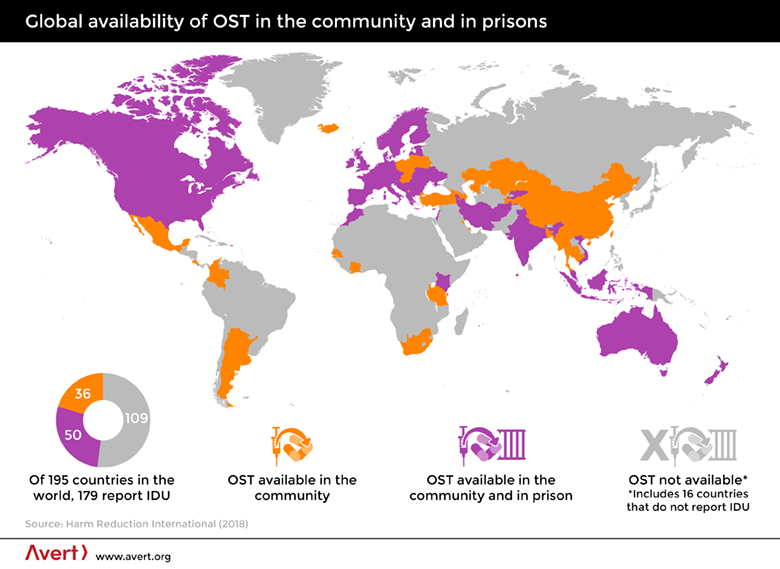 Global availability of OST in the community and in prisons
36
109
50
Of 195 countries in the
world, 179 report IDU
OST available in the
community
OST available in the
community and in prison
X
OST not available*
*Includes 16 countries
that do not report IDU
Source: Harm Reduction International (2018)
Avert www.avert.org